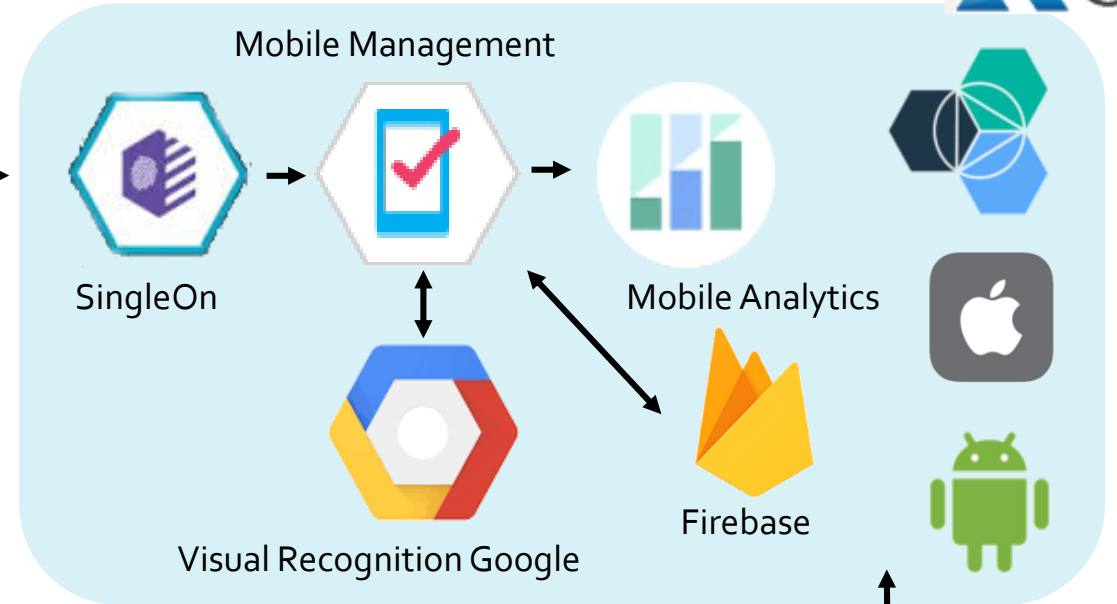 Mobile Management
SingleOn
Mobile Analytics
Visual Recognition Google
Firebase